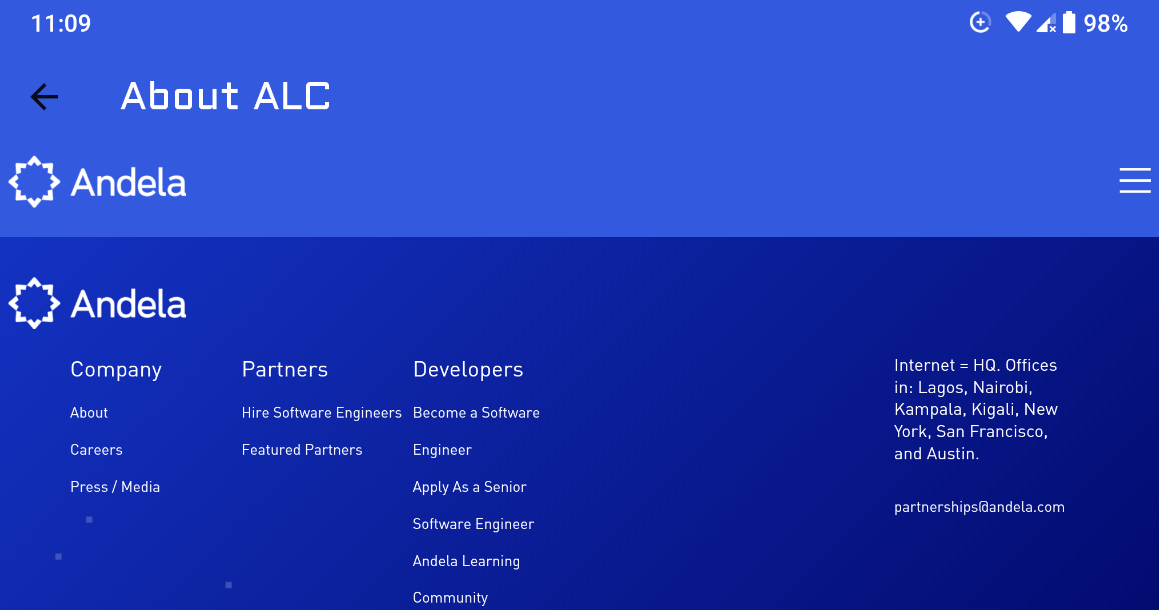 11:09
98%
About ALC
Andela
Andela
Company
About
Careers
Press / Media
Partners
Hire Software Engineers
Featured Partners
Developers
Become a Software
Engineer
Apply As a Senior
Software Engineer
Andela Learning
Community
Internet = HQ. Offices
in: Lagos, Nairobi,
Kampala, Kigali, New
York, San Francisco,
and Austin.
partnerships@andela.com